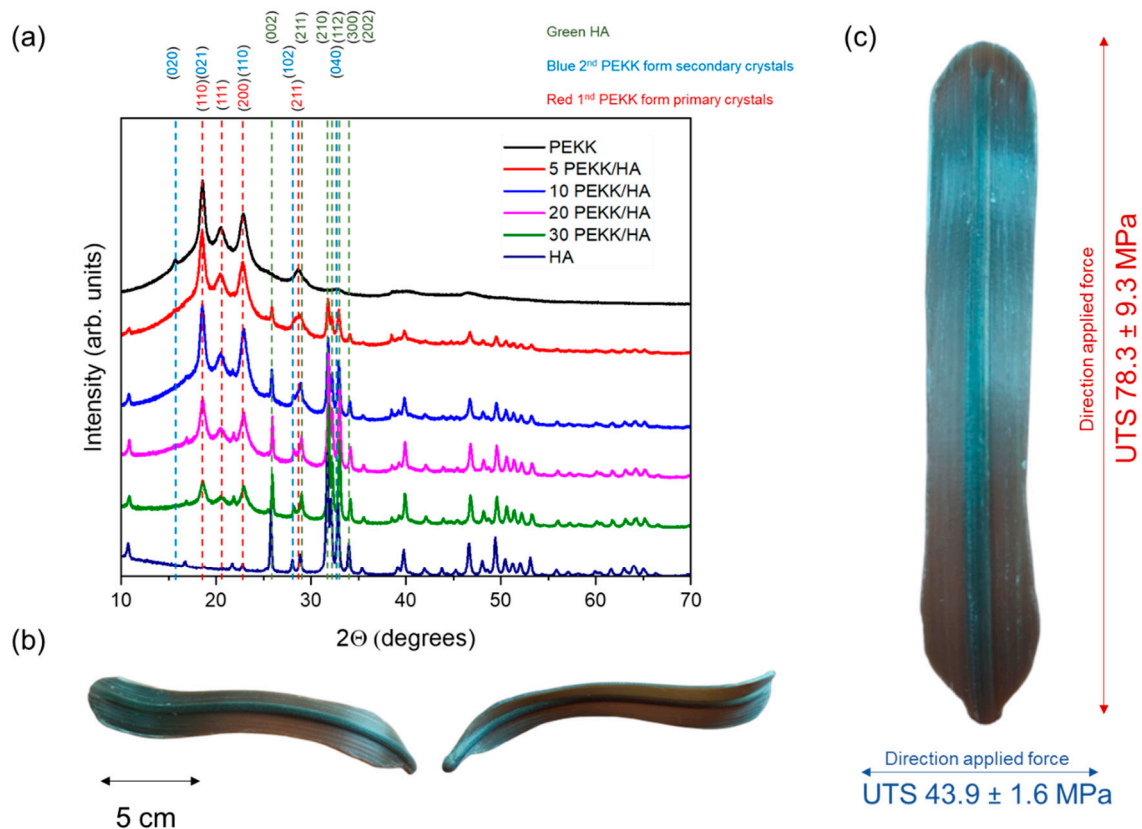 (a)
(020)
(110)
(021)
(111)
(200)
(110)
(002)
(102)
(211)
(211)
(210)
(040)
(112)
(300)
(202)
Green HA
Blue 2nd PEKK form secondary crystals
Red 1nd PEKK form primary crystals
PEKK
5 PEKK/HA
10 PEKK/HA
20 PEKK/HA
30 PEKK/HA
HA
Intensity (arb. units)
10 20 30 40 50 60 70
2Θ (degrees)
(b)
5 cm
(c)
Direction applied force
UTS 78.3 ± 9.3 MPa
Direction applied force
UTS 43.9 ± 1.6 MPa